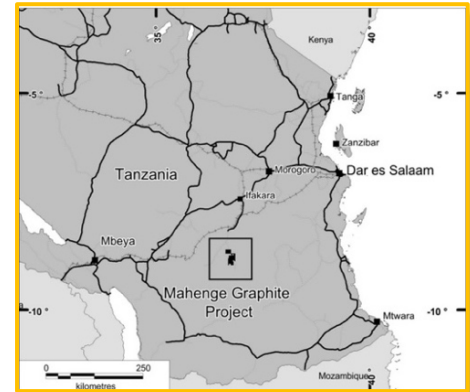 35°
40°
Kenya
-5°
-5°
Tanga
Zanzibar
Tanzania
Morogoro
Dar es Salaam
Ifakara
Mbeya
Mahenge Graphite
Project
-10°
-10°
Mtwara
0
250
kilometres
Mozambique
40°